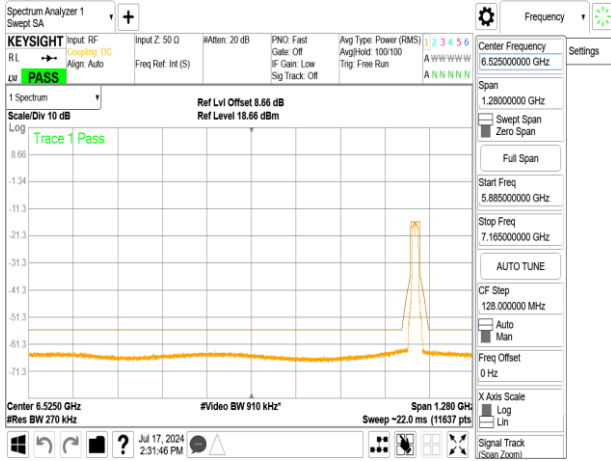 Spectrum Analyzer 1
Swept SA
Frequency
KEYSIGHT
RL
LXI
PASS
Input: RF
Coupling: DC
Align: Auto
Input Z: 50 Ω
Freq Ref: Int (S)
#Atten: 20 dB
PNO: Fast
Gate: Off
IF Gain: Low
Sig Track: Off
Avg Type: Power (RMS)
Avg|Hold: 100/100
Trig: Free Run
1 2 3 4 5 6
A W W W W W
A N N N N N
1 Spectrum
Scale/Div 10 dB
Ref Lvl Offset 8.66 dB
Ref Level 18.66 dBm
Log
Trace 1 Pass
8.66
-1.34
-11.3
-21.3
-31.3
-41.3
-51.3
-61.3
-71.3
Center 6.5250 GHz
#Res BW 270 kHz
#Video BW 910 kHz*
Span 1.280 GHz
Sweep ~22.0 ms (11637 pts)
Jul 17, 2024
2:31:46 PM
Center Frequency
6.525000000 GHz
Span
1.28000000 GHz
Swept Span
Zero Span
Full Span
Start Freq
5.885000000 GHz
Stop Freq
7.165000000 GHz
AUTO TUNE
CF Step
128.000000 MHz
Auto
Man
Freq Offset
0 Hz
X Axis Scale
Log
Lin
Signal Track
(Span Zoom)
Settings